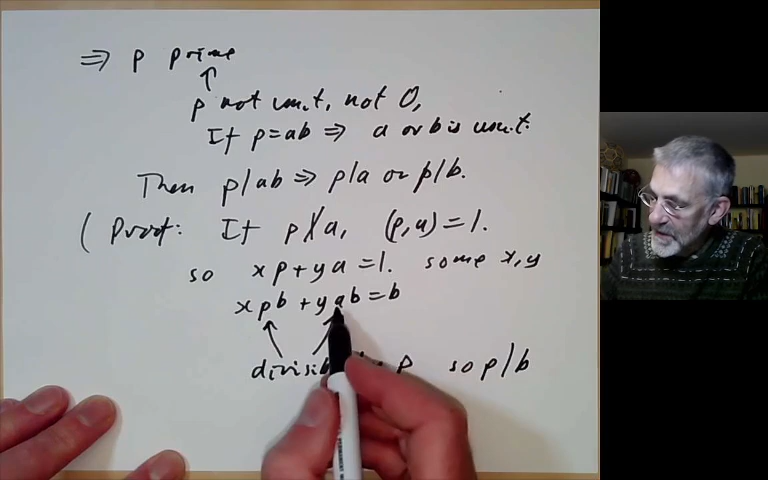 ⇒ p prime
↑
p not unit, not 0,
If p=ab ⇒ a or b is unit.
Then p|ab ⇒ p|a or p|b.
(Proof: If p∤a, (p,a)=1.
so xp+ya=1. some x,y
xpb+yab=b
divisib p so p|b